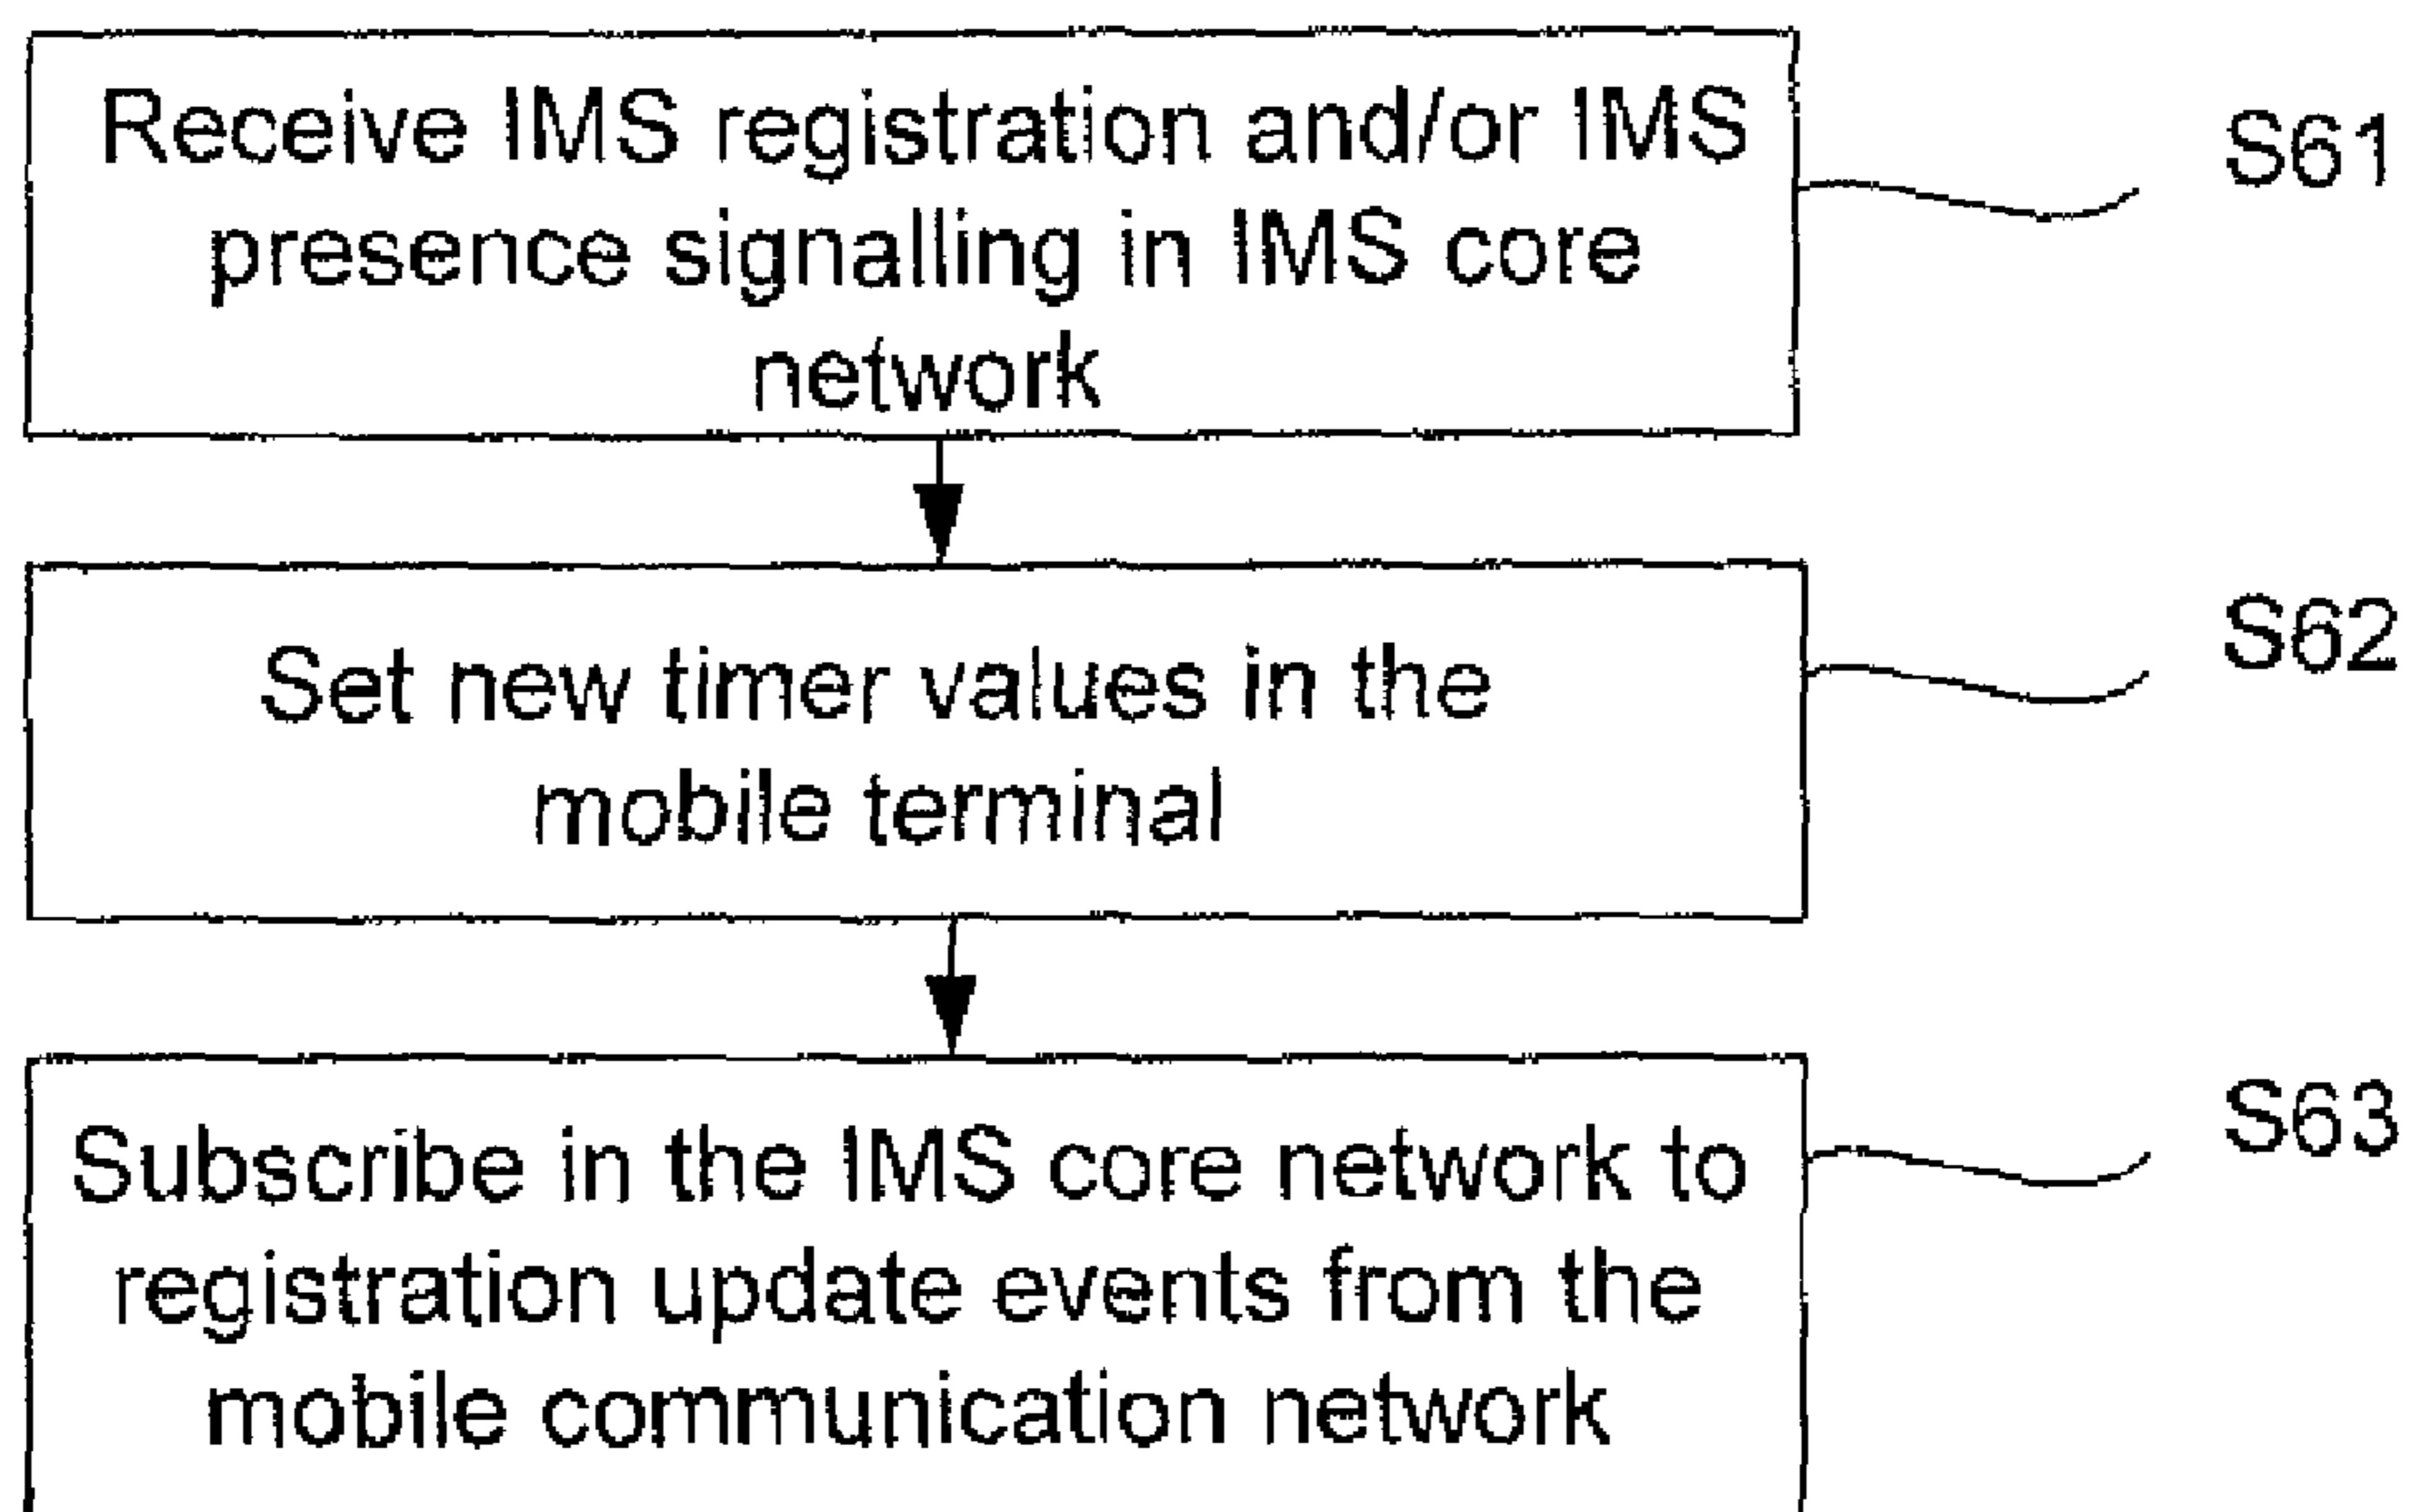 Receive IMS registration and/or IMS
presence signalling in IMS core
network
S61
Set new timer values in the
mobile terminal
S62
Subscribe in the IMS core network to
registration update events from the
mobile communication network
S63